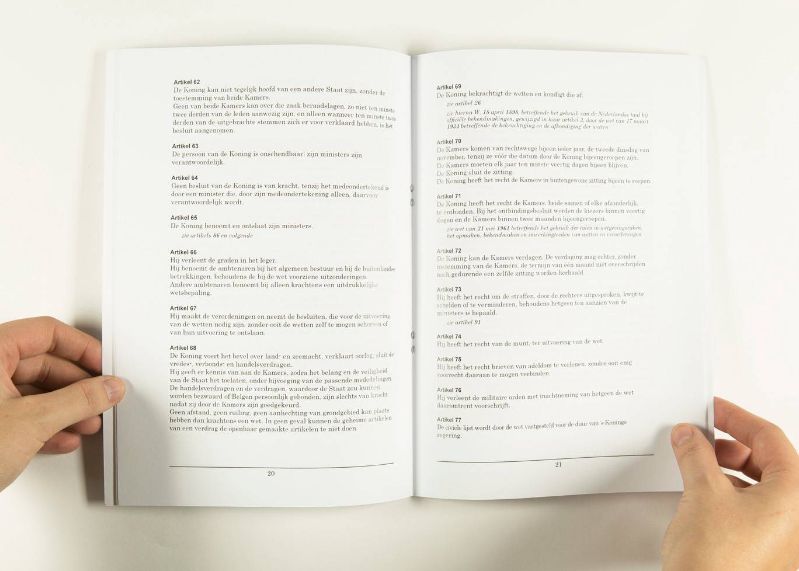 Artikel 62
De Koning kan niet tegelijk hoofd van een andere Staat zijn, zonder de
toestemming van beide Kamers.
Geen van beide Kamers kan over die zaak beraadslagen, zo niet ten minste
twee derden van de leden aanwezig zijn, en alleen wanneer ten minste twee
derden van de uitgebrachte stemmen zich er voor verklaard hebben, is het
besluit aangenomen.
Artikel 63
De persoon van de Koning is onschendbaar; zijn ministers zijn
verantwoordelijk.
Artikel 64
Geen besluit van de Koning is van kracht, tenzij het medeondertekend is
door een minister die, door zijn medeondertekening alleen, daarvoor
verantwoordelijk wordt.
Artikel 65
De Koning benoemt en ontslaat zijn ministers.
zie artikels 86 en volgende
Artikel 66
Hij verleent de graden in het leger.
Hij benoemt de ambtenaren bij het algemeen bestuur en bij de buitenlandse
betrekkingen, behoudens de bij de wet voorziene uitzonderingen.
Andere ambtenaren benoemt hij alleen krachtens een uitdrukkelijke
wetsbepaling.
Artikel 67
Hij maakt de verordeningen en neemt de besluiten, die voor de uitvoering
van de wetten nodig zijn, zonder ooit de wetten zelf te mogen schorsen of
van hun uitvoering te ontslaan.
Artikel 68
De Koning voert het bevel over land- en zeemacht, verklaart oorlog, sluit de
vredes-, verbonds- en handelsverdragen.
Hij geeft er kennis van aan de Kamers, zodra het belang en de veiligheid
van de Staat het toelaten, onder bijvoeging van de passende mededelingen.
De handelsverdragen en de verdragen, waardoor de Staat zou kunnen
worden bezwaard of Belgen persoonlijk gebonden, zijn slechts van kracht
nadat zij door de Kamers zijn goedgekeurd.
Geen afstand, geen ruiling, geen aanhechting van grondgebied kan plaats
hebben dan krachtens een wet. In geen geval kunnen de geheime artikelen
van een verdrag de openbaar gemaakte artikelen te niet doen.
20
Artikel 69
De Koning bekrachtigt de wetten en kondigt die af.
zie artikel 26
zie hierna W. 18 april 1898, betreffende het gebruik van de Nederlandse taal bij
officiële bekendmakingen, gewijzigd in haar artikel 2, door de wet van 17 maart
betreffende de bekrachtiging en de afkondiging der wetten
Artikel 70
De Kamers komen van rechtswege bijeen ieder jaar, de tweede dinsdag van
november, tenzij ze vóór die datum door de Koning bijeengeroepen zijn.
De Kamers moeten elk jaar ten minste veertig dagen bijeen blijven.
De Koning sluit de zitting.
De Koning heeft het recht de Kamers in buitengewone zitting bijeen te roepen.
Artikel 71
De Koning heeft het recht de Kamers, beide samen of elke afzonderlijk,
te ontbinden. Bij het ontbindingsbesluit worden de kiezers binnen veertig
dagen en de Kamers binnen twee maanden bijeengeroepen.
zie wet van 21 mei 1961 betreffende het gebruik der talen in
Artikel 72
De Koning kan de Kamers verdagen. De verdaging mag echter, zonder
toestemming van de Kamers, de termijn van een maand niet overschrijden
noch gedurende een zelfde zitting worden herhaald.
Artikel 73
Hij heeft het recht om de straffen, door de rechters uitgesproken, kwijt te
schelden of te verminderen, behoudens hetgeen ten aanzien van de
ministers is bepaald.
zie artikel 91
Artikel 74
Hij heeft het recht van de munt, ter uitvoering van de wet.
Artikel 75
Hij heeft het recht brieven van adeldom te verlenen, zonder ooit enig
voorrecht daaraan te mogen verbinden.
Artikel 76
Hij verleent de militaire orden met inachtneming van hetgeen de wet
daaromtrent voorschrijft.
Artikel 77
De civiele lijst wordt door de wet vastgesteld voor de duur van 's Konings
regering.
21